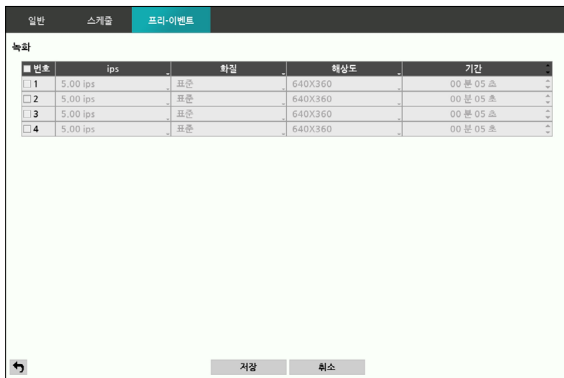 일반 스케줄 프리-이벤트
녹화
번호 ips 화질 해상도 기간
1 5.00 ips 표준 640X360 00 분 05 초
2 5.00 ips 표준 640X360 00 분 05 초
3 5.00 ips 표준 640X360 00 분 05 초
4 5.00 ips 표준 640X360 00 분 05 초
저장 취소